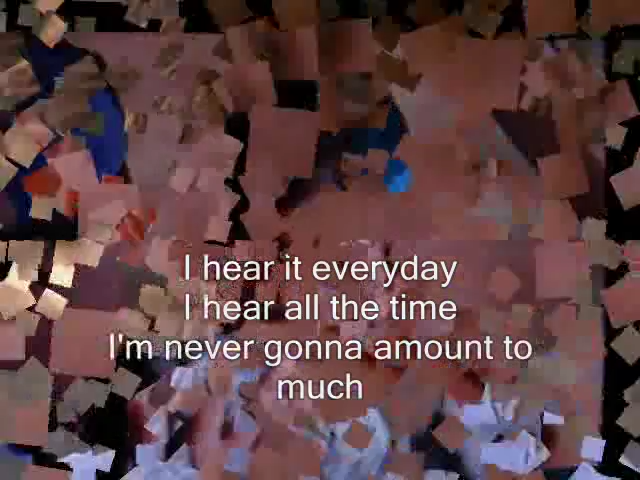 I hear it everyday
I hear all the time
I'm never gonna amount to
much